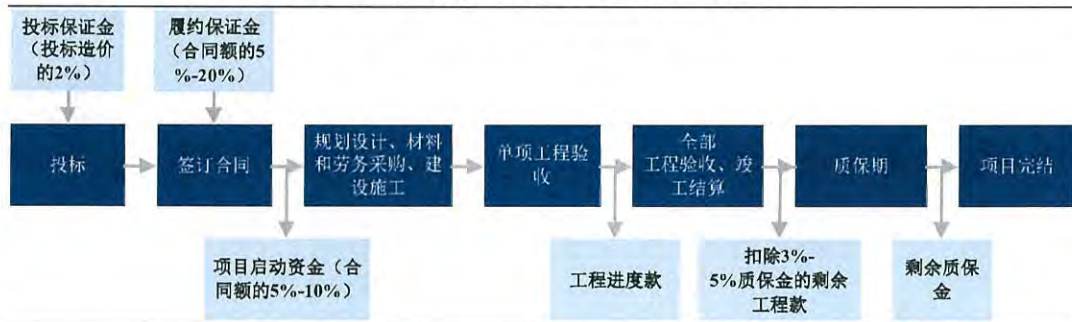 投标保证金
（投标造价
的2%）
履约保证金
（合同额的5
%-20%）
投标
签订合同
规划设计、材料
和劳务采购、建
设施工
单项工程验
收
全部
工程验收、竣
工结算
质保期
项目完结
项目启动资金（合
同额的5%-10%）
工程进度款
扣除3%-
5%质保金的剩余
工程款
剩余质保
金